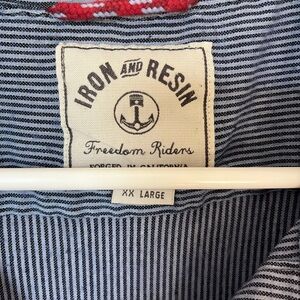 IRON AND RESIN
Freedom Riders
FORGED IN CALIFORNIA
XX LARGE